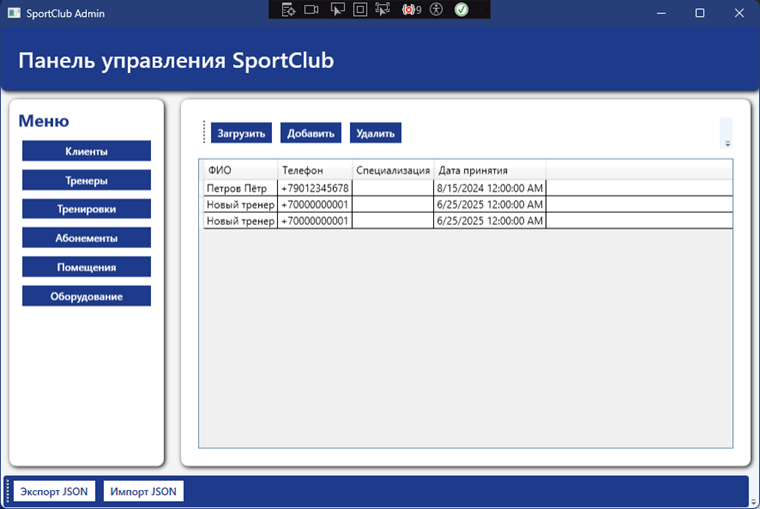 SportClub Admin
9
Панель управления SportClub
Меню
Клиенты
Тренеры
Тренировки
Абонементы
Помещения
Оборудование
Загрузить Добавить Удалить
ФИО Телефон Специализация Дата принятия
Петров Пётр +79012345678 8/15/2024 12:00:00 AM
Новый тренер +70000000001 6/25/2025 12:00:00 AM
Новый тренер +70000000001 6/25/2025 12:00:00 AM
Экспорт JSON Импорт JSON